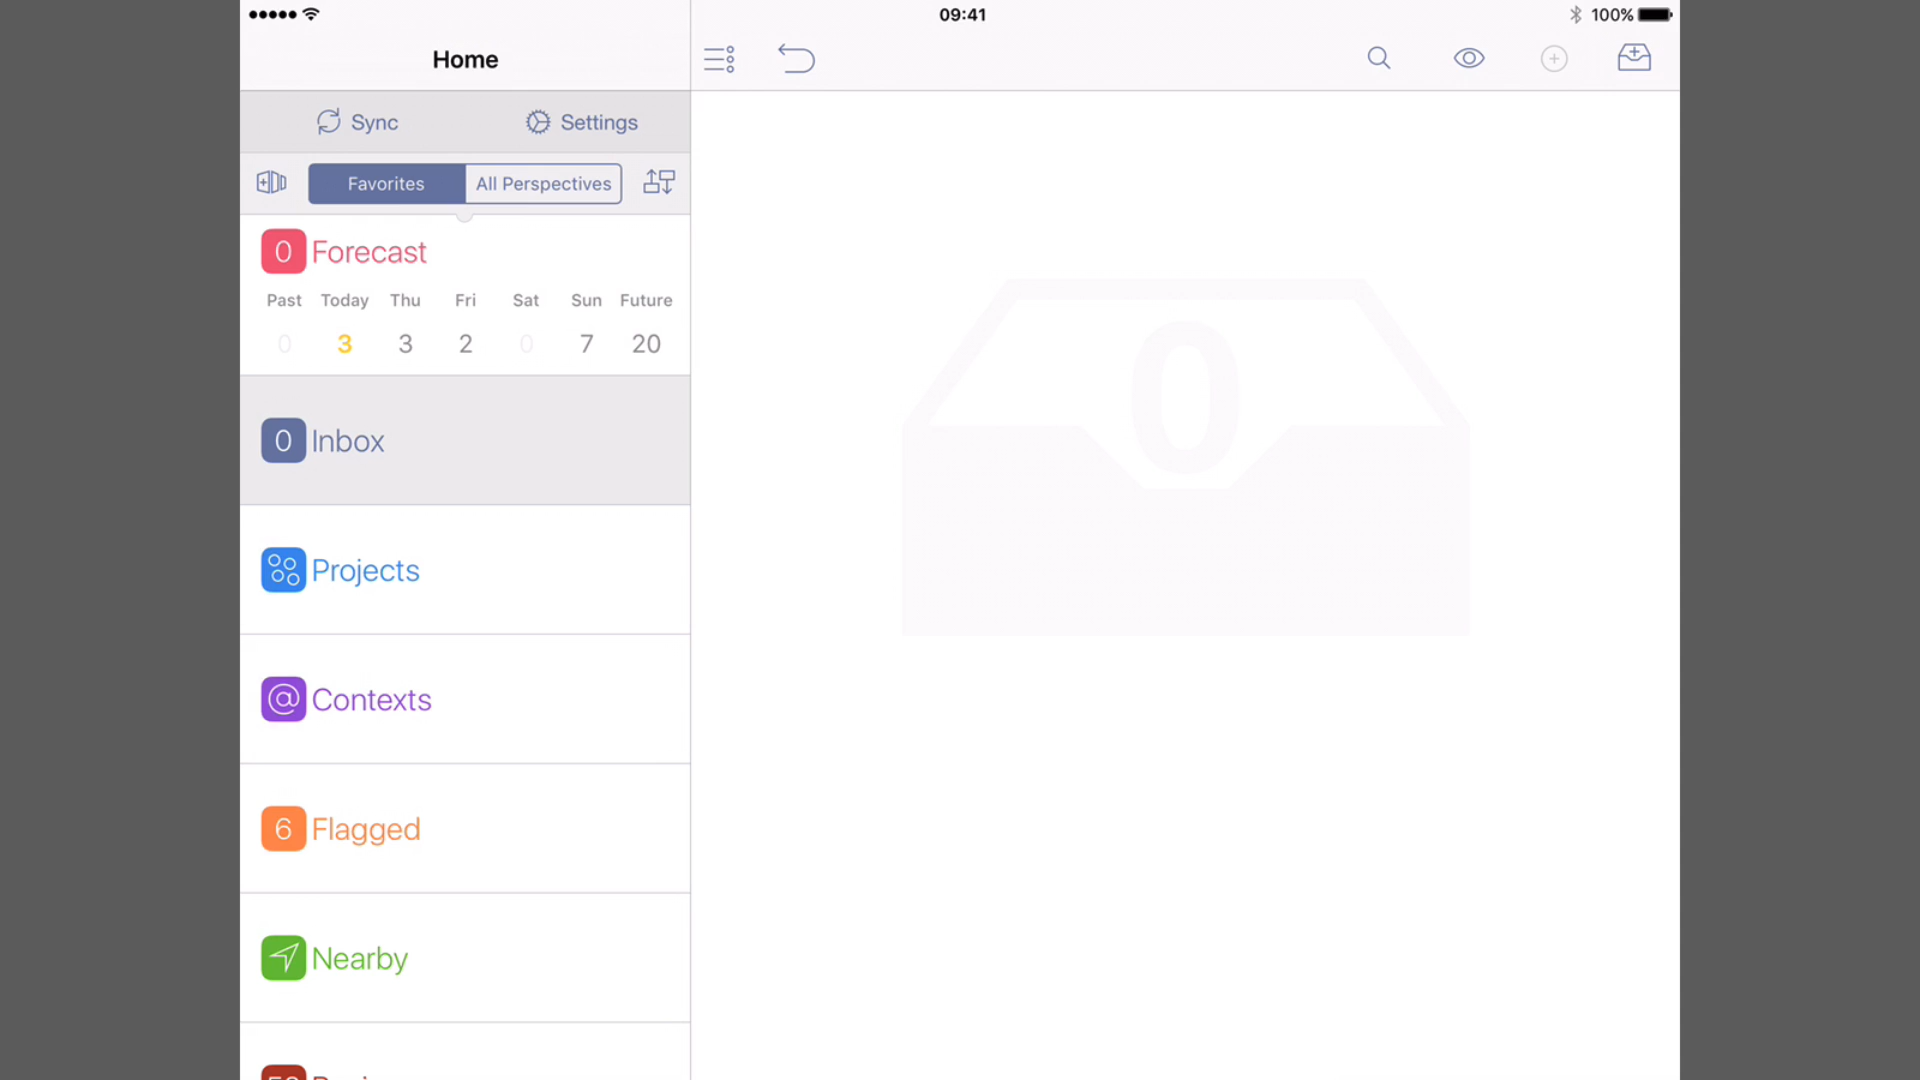 09:41
100%
Home
Sync
Settings
Favorites
All Perspectives
0 Forecast
Past Today Thu Fri Sat Sun Future
0 3 3 2 0 7 20
0 Inbox
Projects
@ Contexts
6 Flagged
Nearby
0